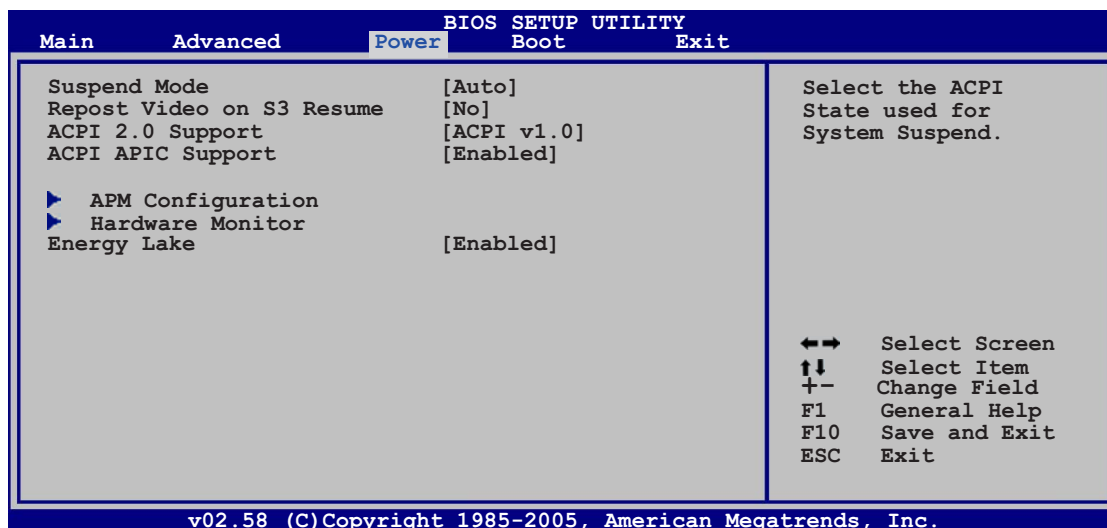 BIOS SETUP UTILITY
Main Advanced Power Boot Exit
Suspend Mode [Auto]
Repost Video on S3 Resume [No]
ACPI 2.0 Support [ACPI v1.0]
ACPI APIC Support [Enabled]
APM Configuration
Hardware Monitor
Energy Lake [Enabled]
Select the ACPI
State used for
System Suspend.
Select Screen
Select Item
+- Change Field
F1 General Help
F10 Save and Exit
ESC Exit
v02.58 (C)Copyright 1985-2005, American Megatrends, Inc.